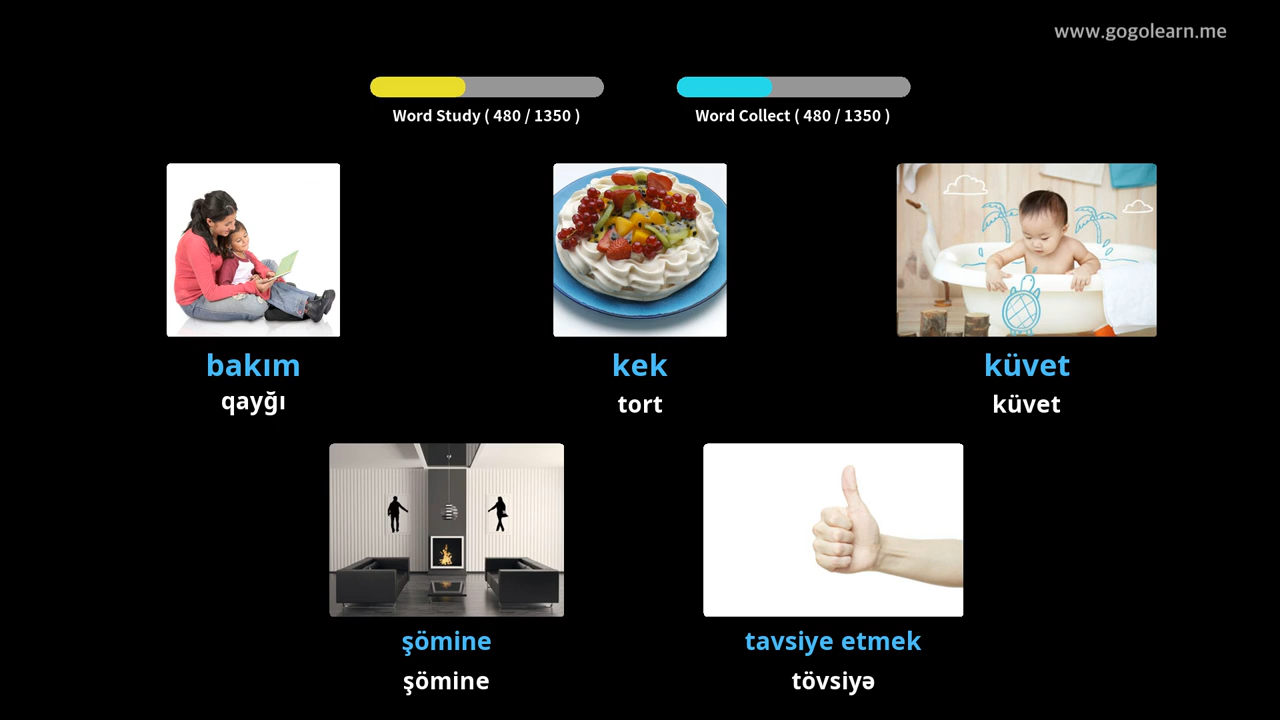 www.gogolearn.me
Word Study ( 480 / 1350 )
Word Collect ( 480 / 1350 )
bakım
qayğı
kek
tort
küvet
küvet
şömine
şömine
tavsiye etmek
tövsiyə